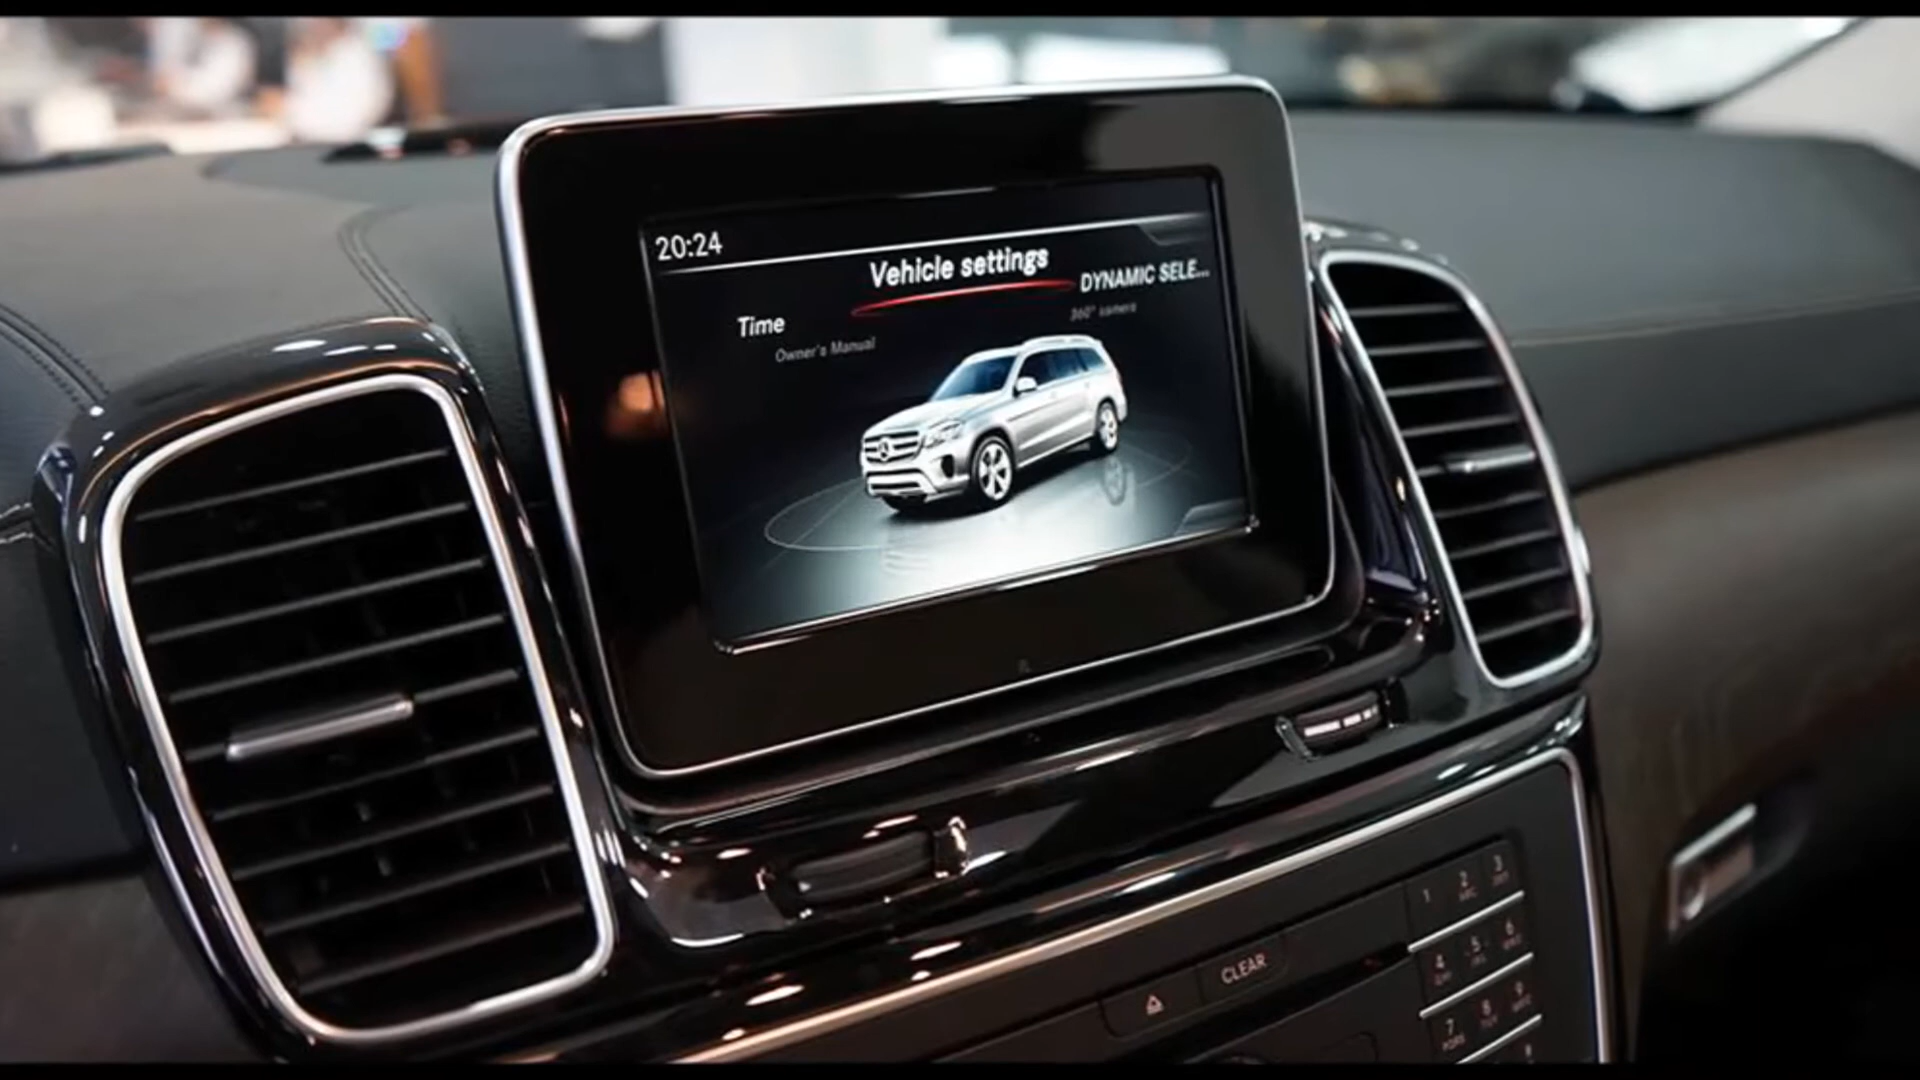 20:24
Vehicle settings
DYNAMIC SELE...
Time
360° camera
Owner's Manual
CLEAR
1 2 3
4 5 6
7 8 9